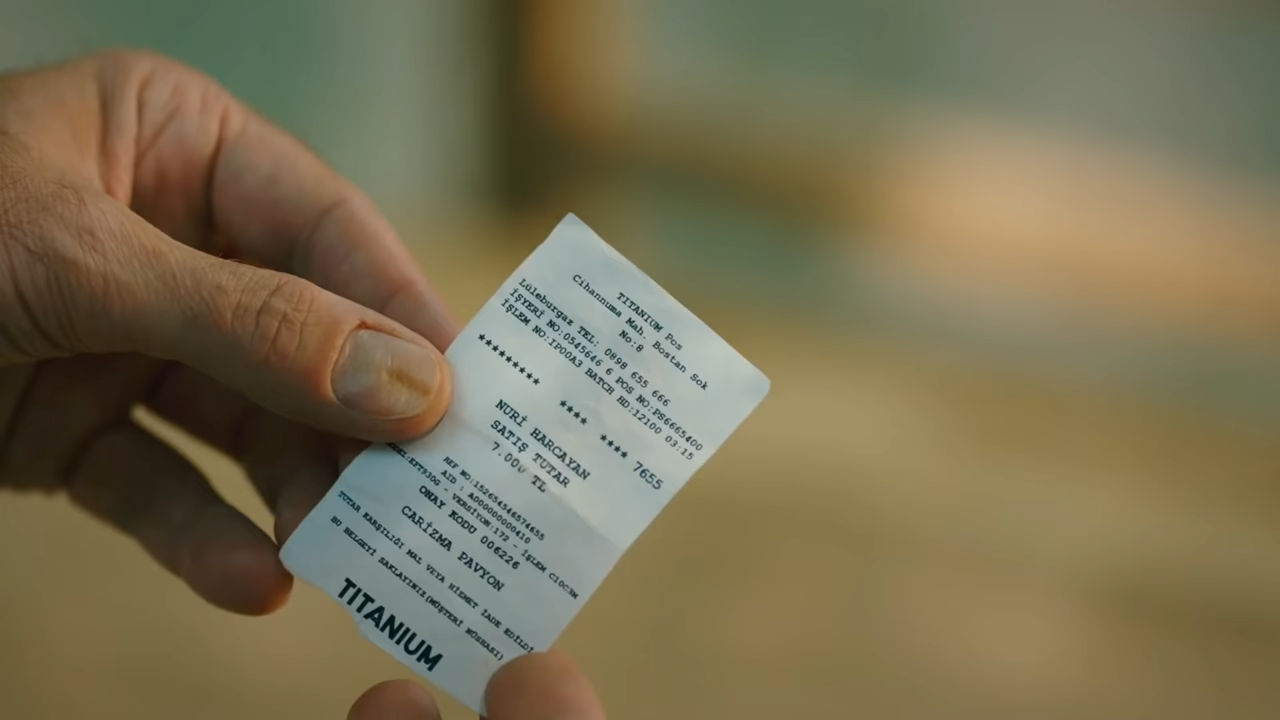 TITANIUM Pos
Cihannuma Mah. Bostan Sok
No:8
Lüleburgaz TEL: 0898 655 666
İŞYERİ NO:0545646 6 POS NO:PS6665400
İŞLEM NO:IP00A3 BATCH HD:12100 03:15
********* **** **** 7655
NURİ HARCAYAN
SATIŞ TUTAR
7.000 TL
REF NO:152654546574655
AID : A0000000000410
VERSİYON:172 - İŞLEM C1OC3M
ONAY KODU 006226
CARİZMA PAVYON
TUTAR KARŞILIĞI MAL VEYA HİZMET İADE EDİLDİ
BU BELGEYİ SAKLAYINIZ(MÜŞTERİ NÜSHASI)
TITANIUM